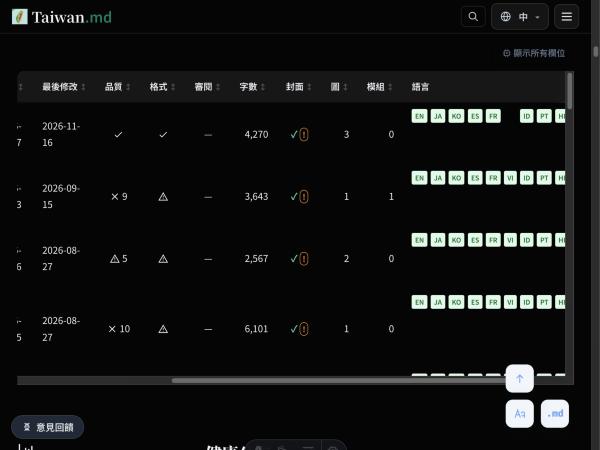 Taiwan.md
中
顯示所有欄位
最後修改 品質 格式 審閱 字數 封面 圖 模組 語言
7 2026-11-16 ✓ ✓ — 4,270 ✓ ! 3 0 EN JA KO ES FR ID PT
3 2026-09-15 ✕ 9 ⚠ — 3,643 ✓ ! 1 1 EN JA KO ES FR VI ID PT
6 2026-08-27 ⚠ 5 ⚠ — 2,567 ✓ ! 2 0 EN JA KO ES FR VI ID PT
5 2026-08-27 ✕ 10 ⚠ — 6,101 ✓ ! 1 0 EN JA KO ES FR VI ID PT
.md
意見回饋